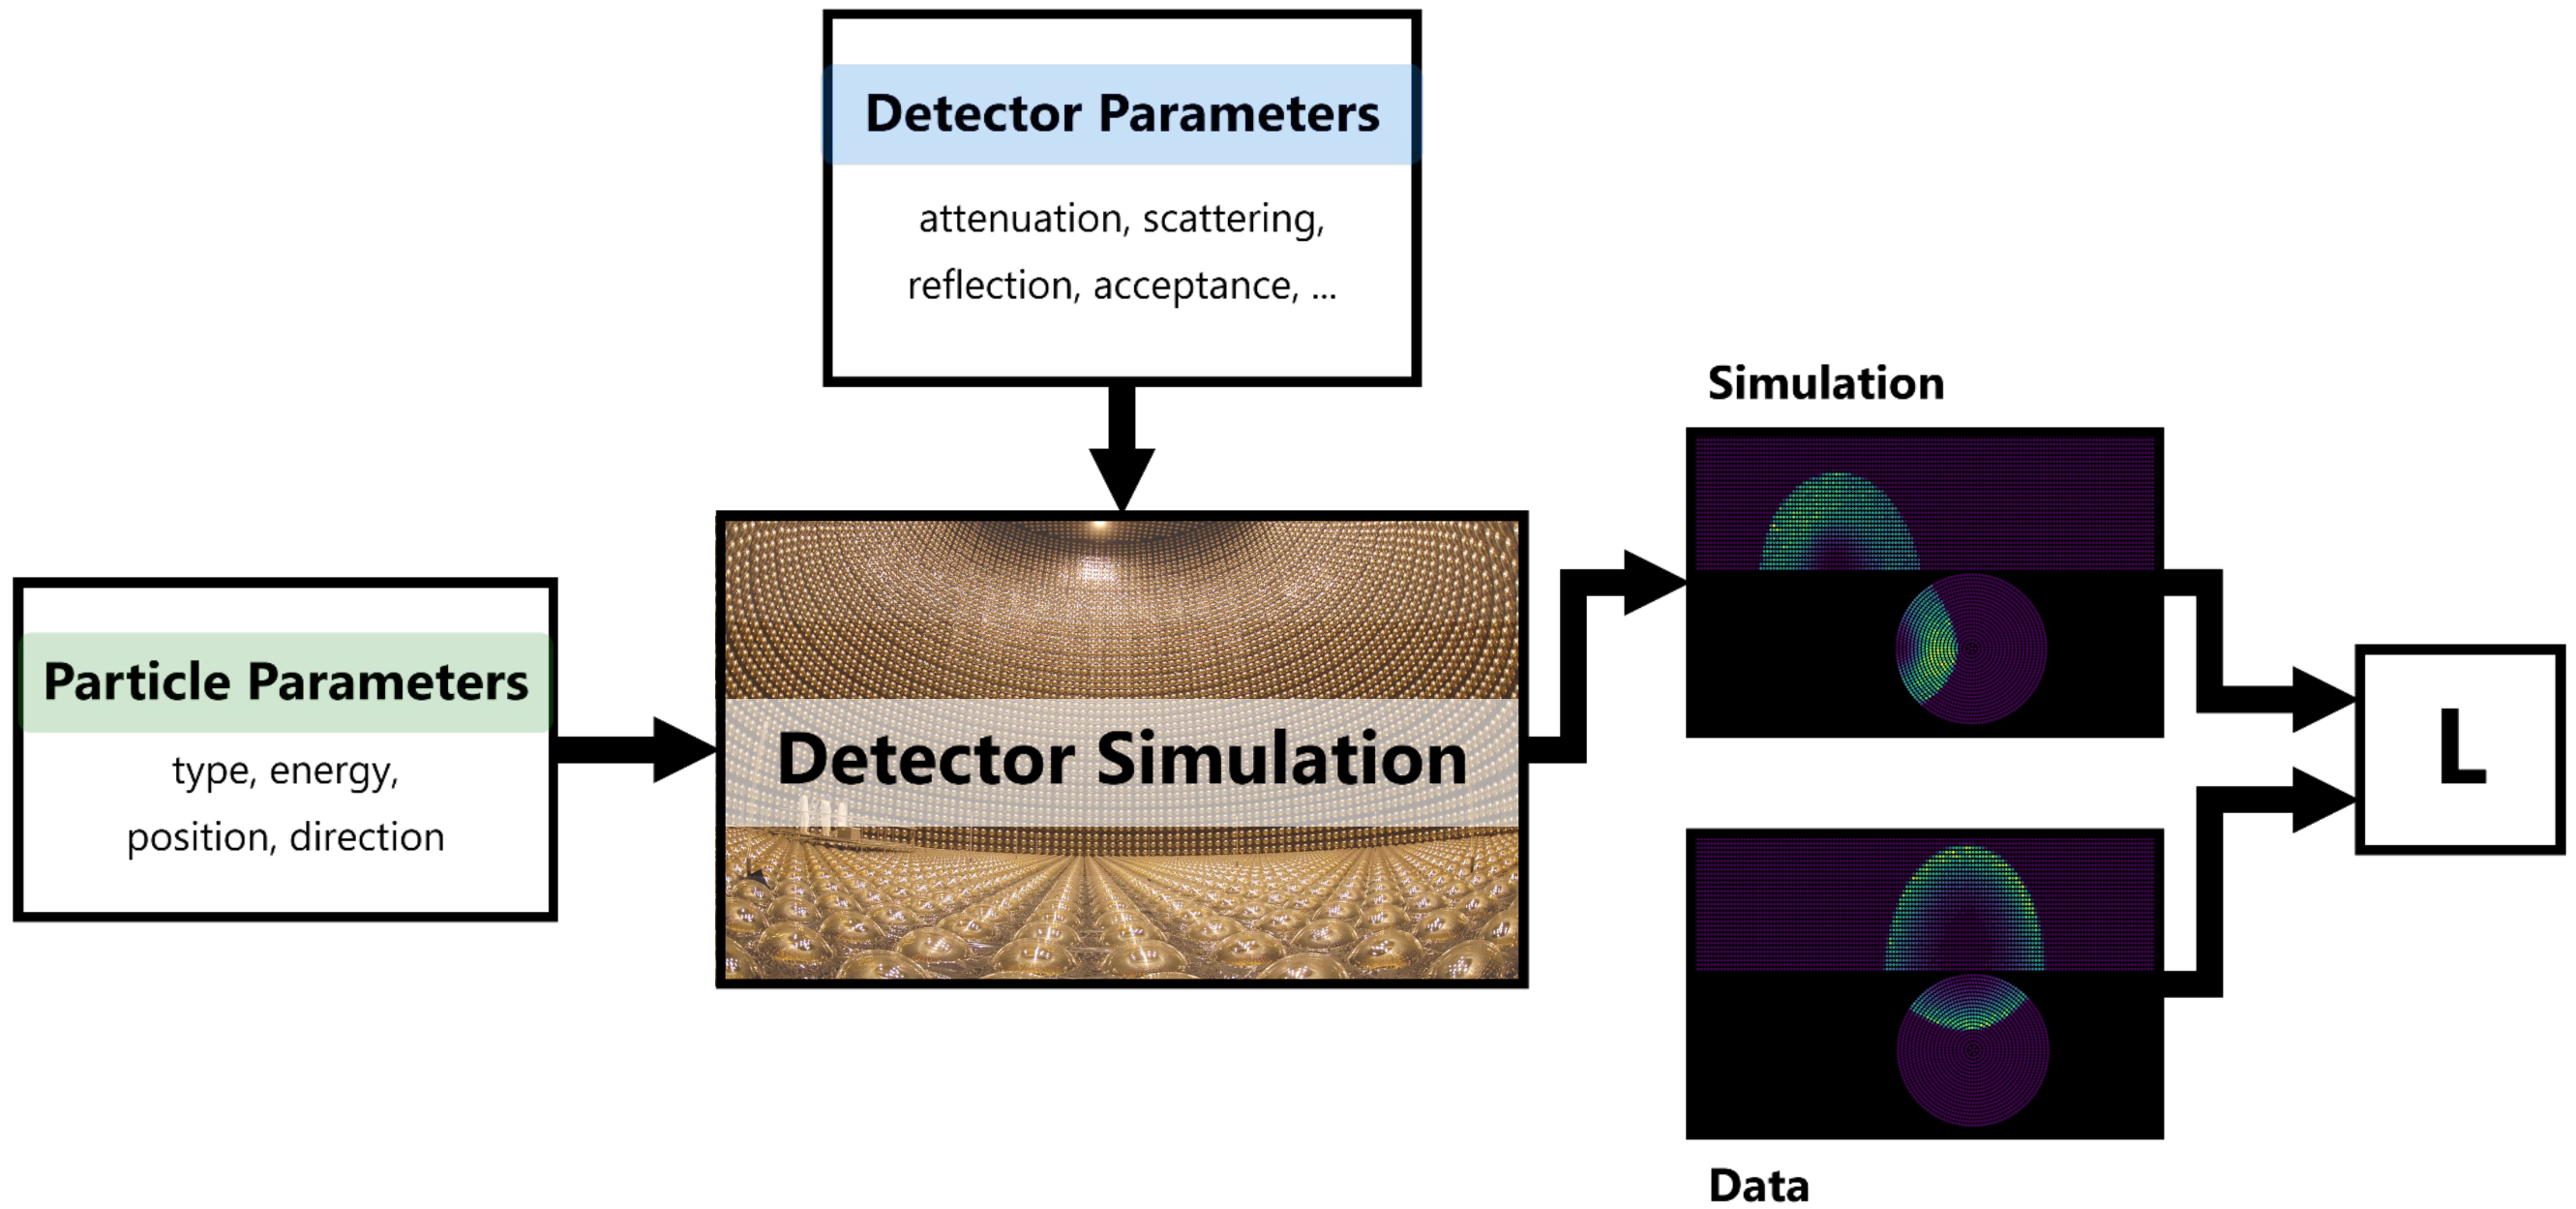 Detector Parameters
attenuation, scattering,
reflection, acceptance, ...
Particle Parameters
type, energy,
position, direction
Detector Simulation
Simulation
L
Data